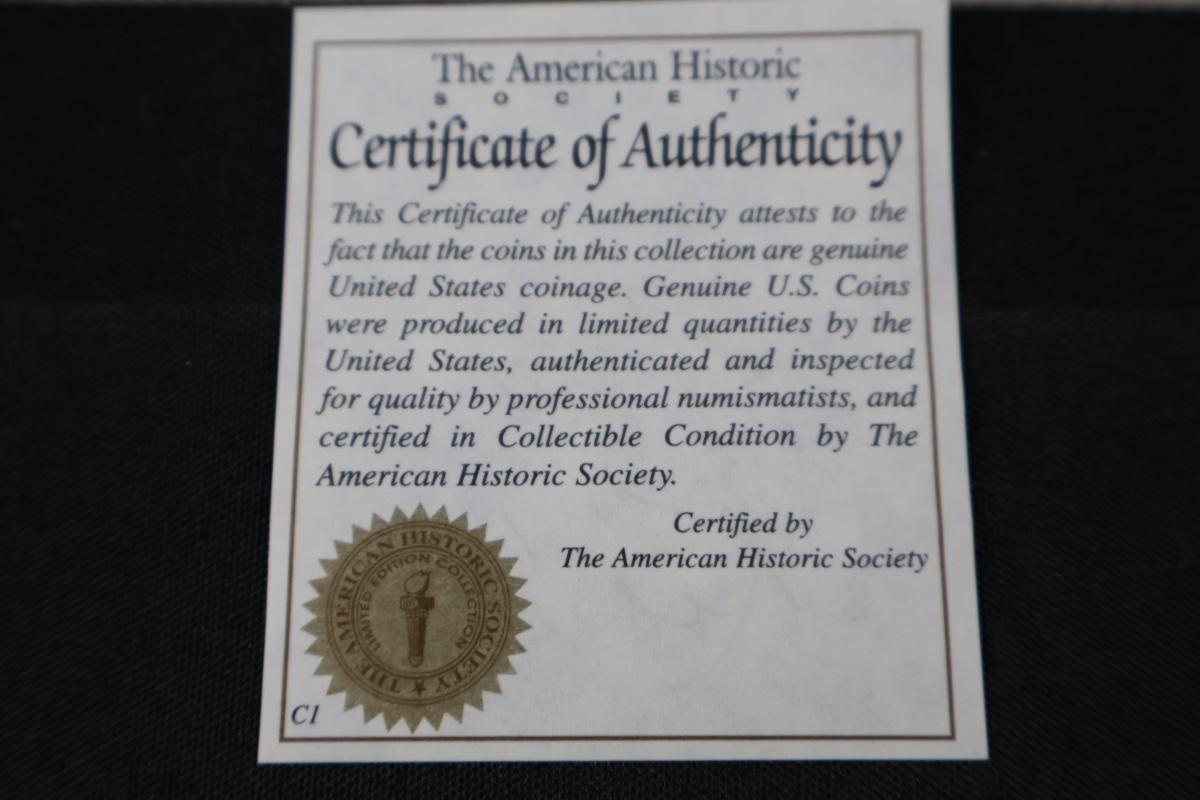 The American Historic
SOCIETY
Certificate of Authenticity
This Certificate of Authenticity attests to the
fact that the coins in this collection are genuine
United States coinage. Genuine U.S. Coins
were produced in limited quantities by the
United States, authenticated and inspected
for quality by professional numismatists, and
certified in Collectible Condition by The
American Historic Society.
Certified by
The American Historic Society
THE AMERICAN HISTORIC SOCIETY
LIMITED EDITION COLLECTION
C1